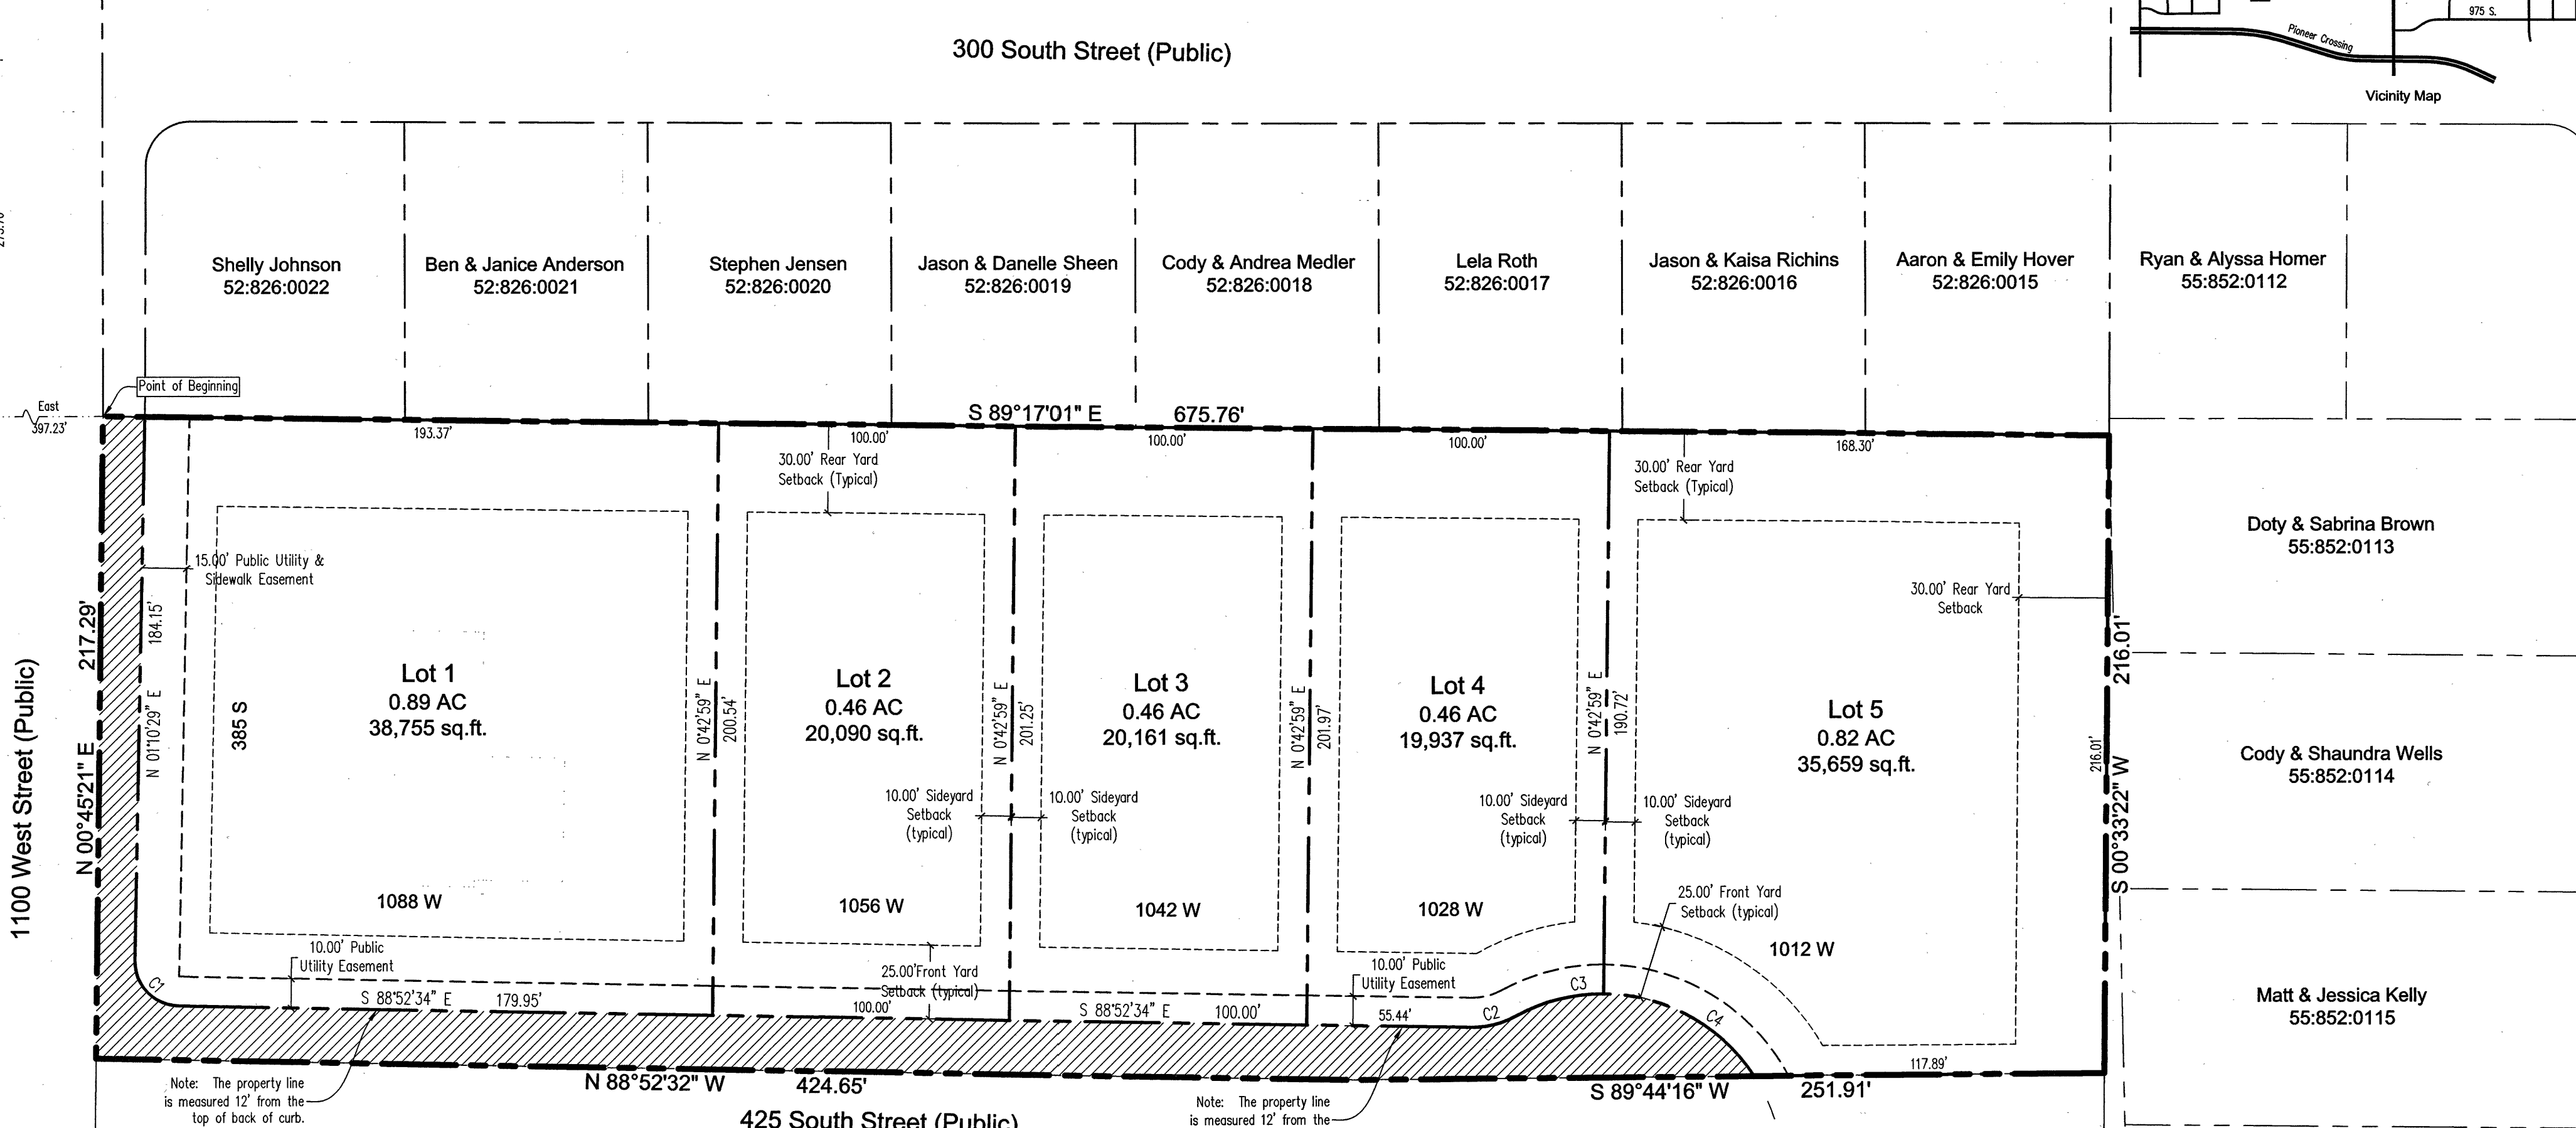 975 S.
Pioneer Crossing
Vicinity Map
300 South Street (Public)
Shelly Johnson
52:826:0022
Ben & Janice Anderson
52:826:0021
Stephen Jensen
52:826:0020
Jason & Danelle Sheen
52:826:0019
Cody & Andrea Medler
52:826:0018
Lela Roth
52:826:0017
Jason & Kaisa Richins
52:826:0016
Aaron & Emily Hover
52:826:0015
Ryan & Alyssa Homer
55:852:0112
Point of Beginning
East
397.23'
S 89°17'01" E 675.76'
193.37'
100.00'
100.00'
100.00'
168.30'
30.00' Rear Yard
Setback (Typical)
30.00' Rear Yard
Setback (Typical)
15.00' Public Utility &
Sidewalk Easement
30.00' Rear Yard
Setback
Doty & Sabrina Brown
55:852:0113
Cody & Shaundra Wells
55:852:0114
Matt & Jessica Kelly
55:852:0115
1100 West Street (Public)
N 00°45'21" E 217.29'
N 01°10'29" E 184.15'
385 S
Lot 1
0.89 AC
38,755 sq.ft.
1088 W
N 0°42'59" E
200.54'
Lot 2
0.46 AC
20,090 sq.ft.
1056 W
N 0°42'59" E
201.25'
Lot 3
0.46 AC
20,161 sq.ft.
1042 W
N 0°42'59" E
201.97'
Lot 4
0.46 AC
19,937 sq.ft.
1028 W
N 0°42'59" E
190.72'
Lot 5
0.82 AC
35,659 sq.ft.
1012 W
216.01'
S 00°33'22" W 216.01'
10.00' Sideyard
Setback
(typical)
10.00' Sideyard
Setback
(typical)
10.00' Sideyard
Setback
(typical)
10.00' Sideyard
Setback
(typical)
25.00' Front Yard
Setback (typical)
10.00' Public
Utility Easement
25.00'Front Yard
Setback (typical)
10.00' Public
Utility Easement
C1
S 88°52'34" E 179.95'
100.00'
S 88°52'34" E 100.00'
55.44'
C2
C3
C4
117.89'
N 88°52'32" W 424.65'
S 89°44'16" W 251.91'
Note: The property line
is measured 12' from the
top of back of curb.
Note: The property line
is measured 12' from the
425 South Street (Public)